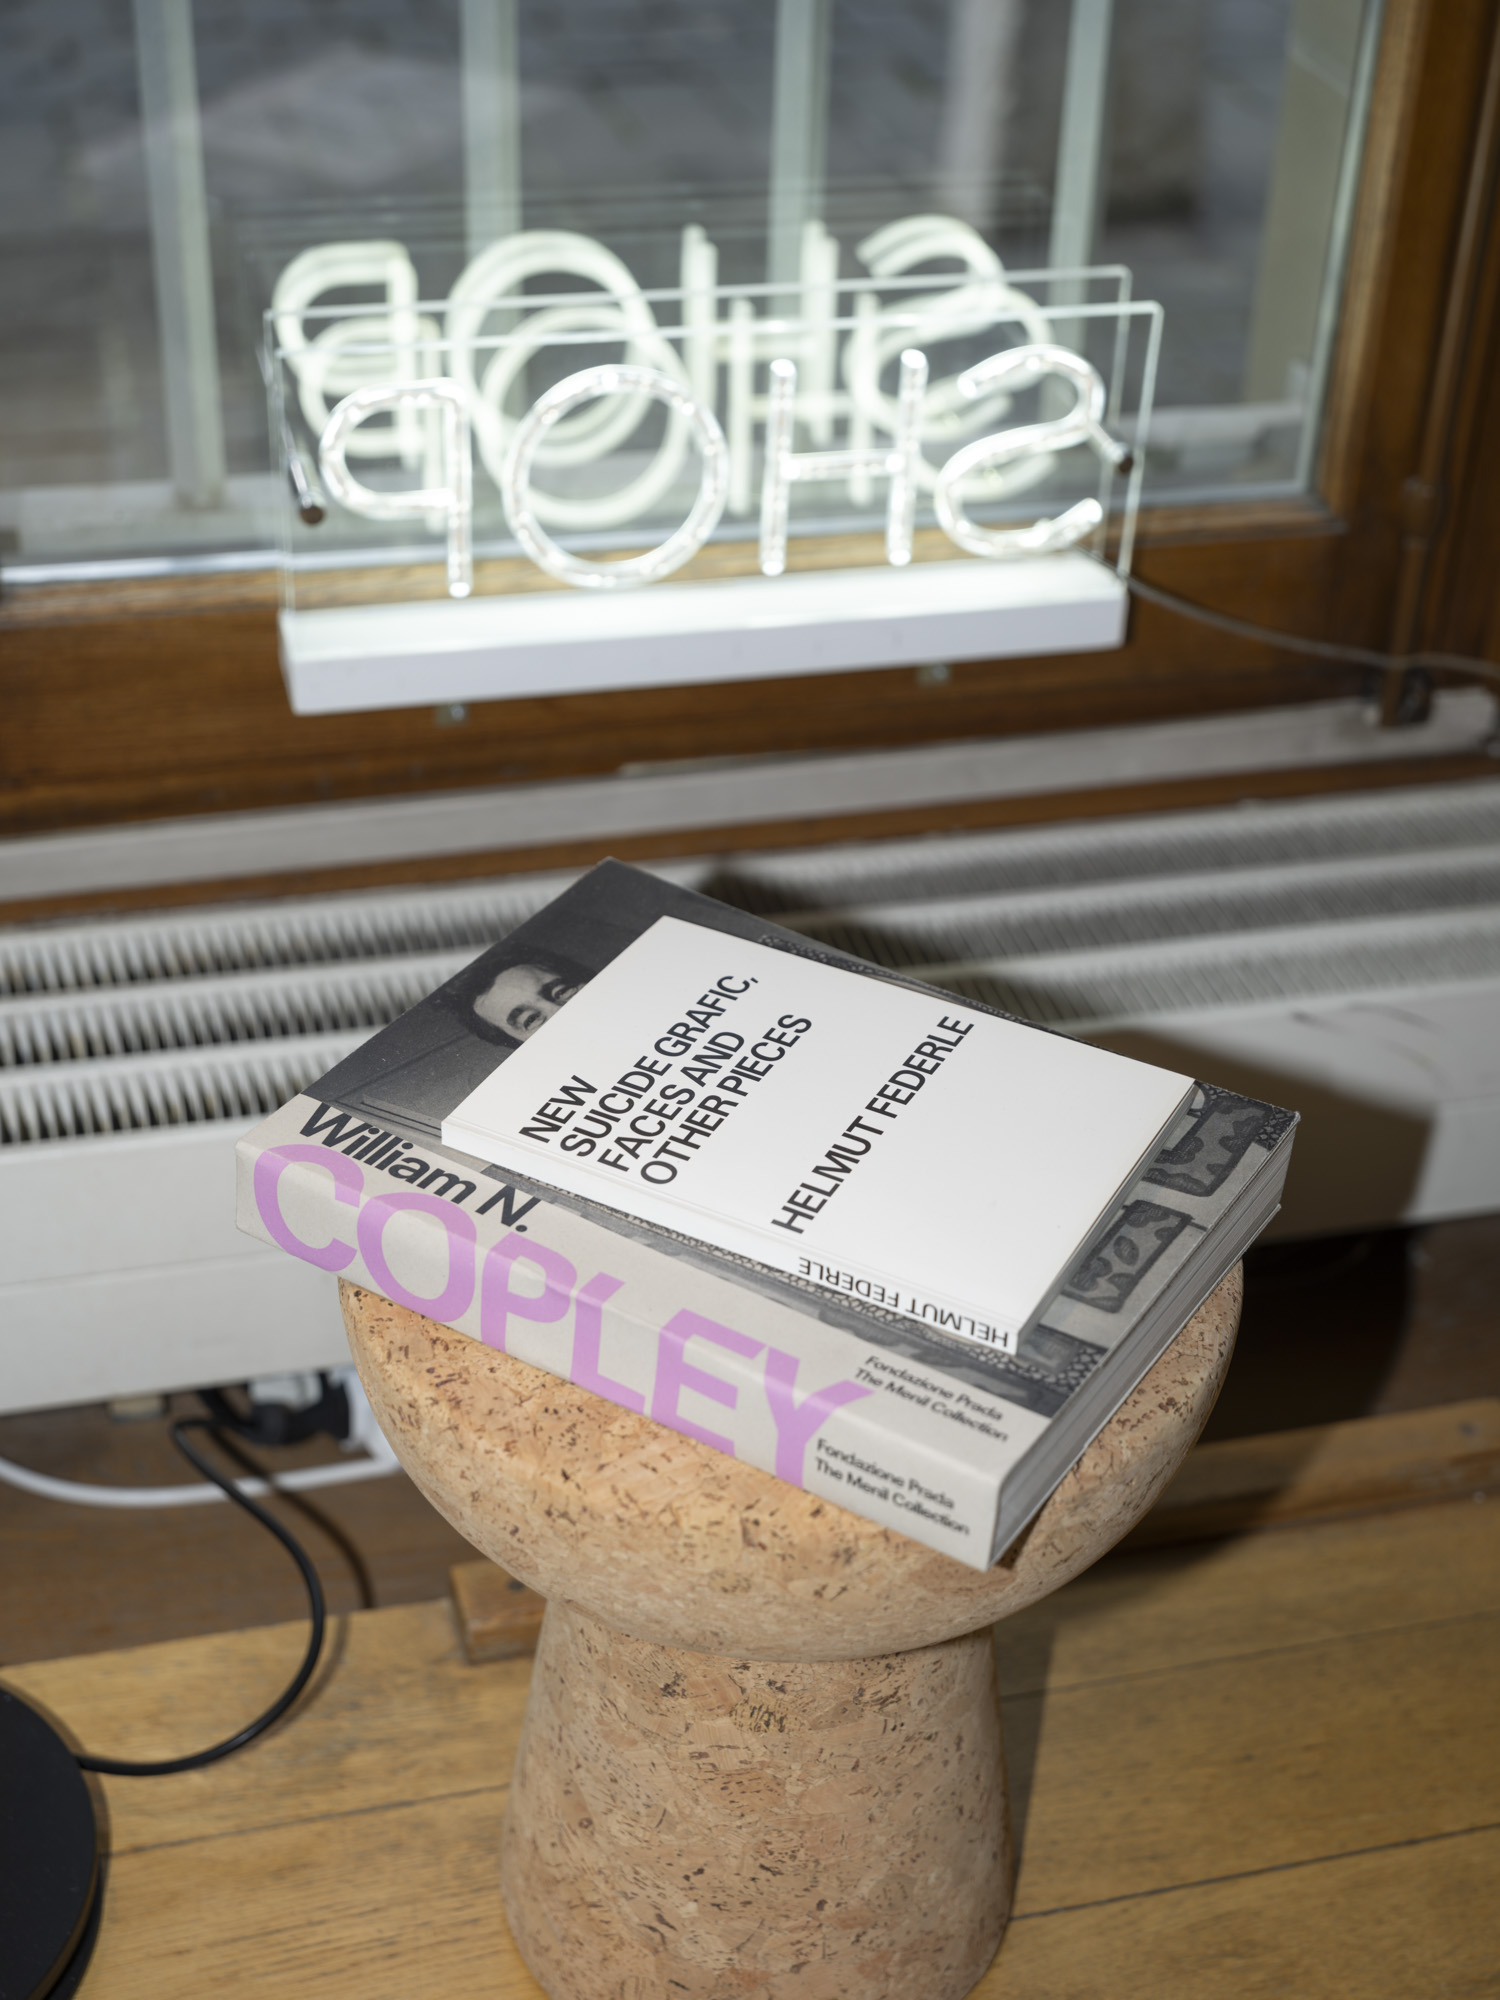 SHOP
NEW
SUICIDE GRAFIC,
FACES AND
OTHER PIECES
HELMUT FEDERLE
HELMUT FEDERLE
William N.
COPLEY
Fondazione Prada
The Menil Collection
Fondazione Prada
The Menil Collection